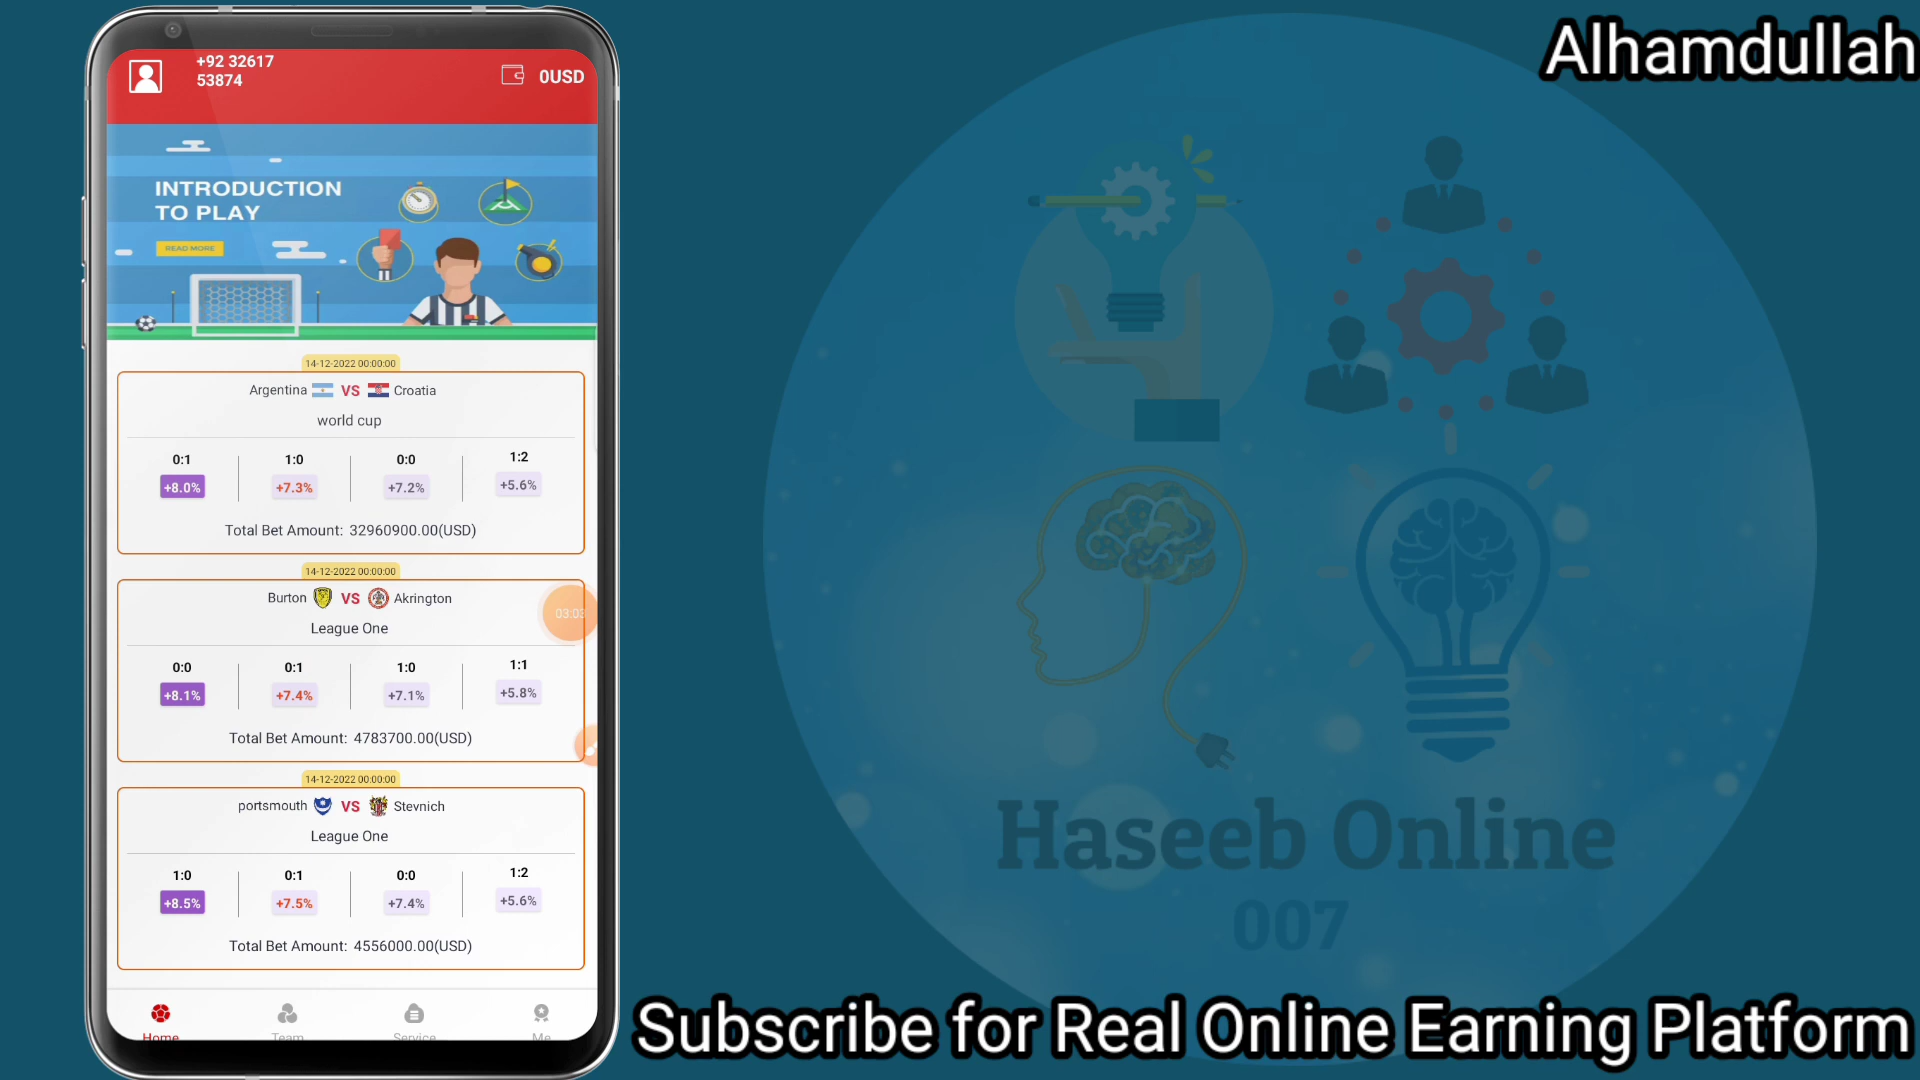 Alhamdullah
+92 32617
53874
0USD
INTRODUCTION
TO PLAY
READ MORE
14-12-2022 00:00:00
Argentina VS Croatia
world cup
0:1 1:0 0:0 1:2
+8.0% +7.3% +7.2% +5.6%
Total Bet Amount: 32960900.00(USD)
14-12-2022 00:00:00
Burton VS Akrington
03:03
League One
0:0 0:1 1:0 1:1
+8.1% +7.4% +7.1% +5.8%
Total Bet Amount: 4783700.00(USD)
14-12-2022 00:00:00
portsmouth VS Stevnich
League One
1:0 0:1 0:0 1:2
+8.5% +7.5% +7.4% +5.6%
Total Bet Amount: 4556000.00(USD)
Home Team Service Me
Haseeb Online
007
Subscribe for Real Online Earning Platform